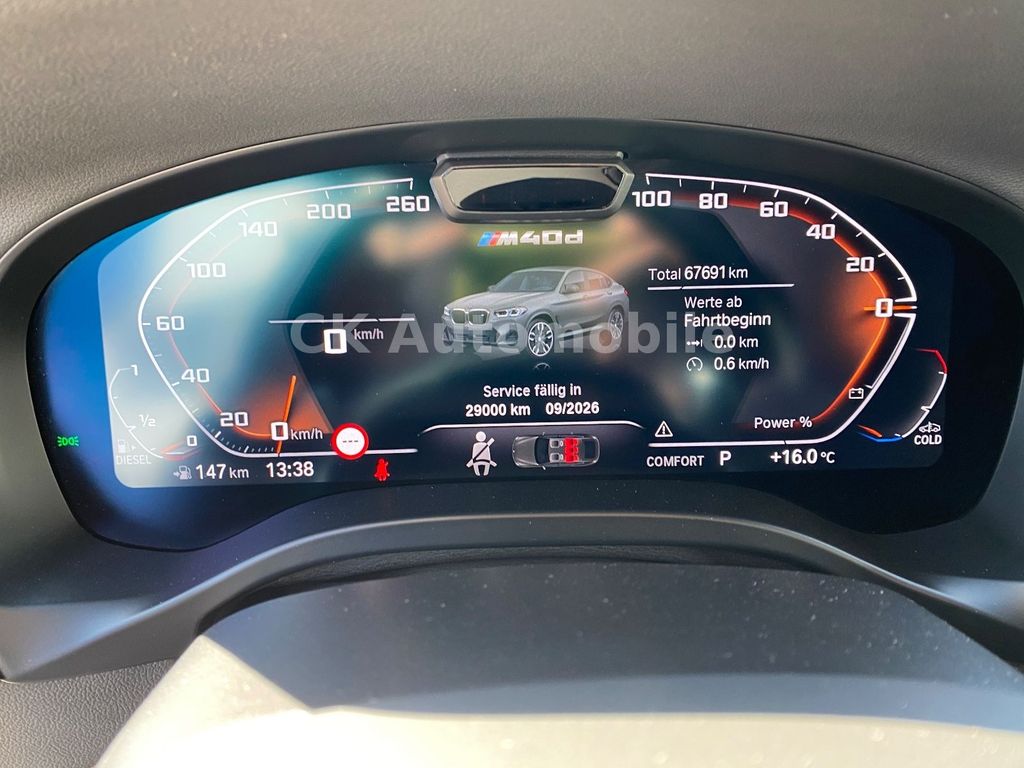 260
200
140
100
60
40
20
0
100
80
60
40
20
0
M40d
Total 67691 km
Werte ab
Fahrtbeginn
0.0 km
0.6 km/h
0 km/h
CK Automobile
Service fällig in
29000 km 09/2026
0 km/h
---
1
1/2
0
DIESEL
147 km 13:38
Power %
COMFORT P +16.0 °C
COLD